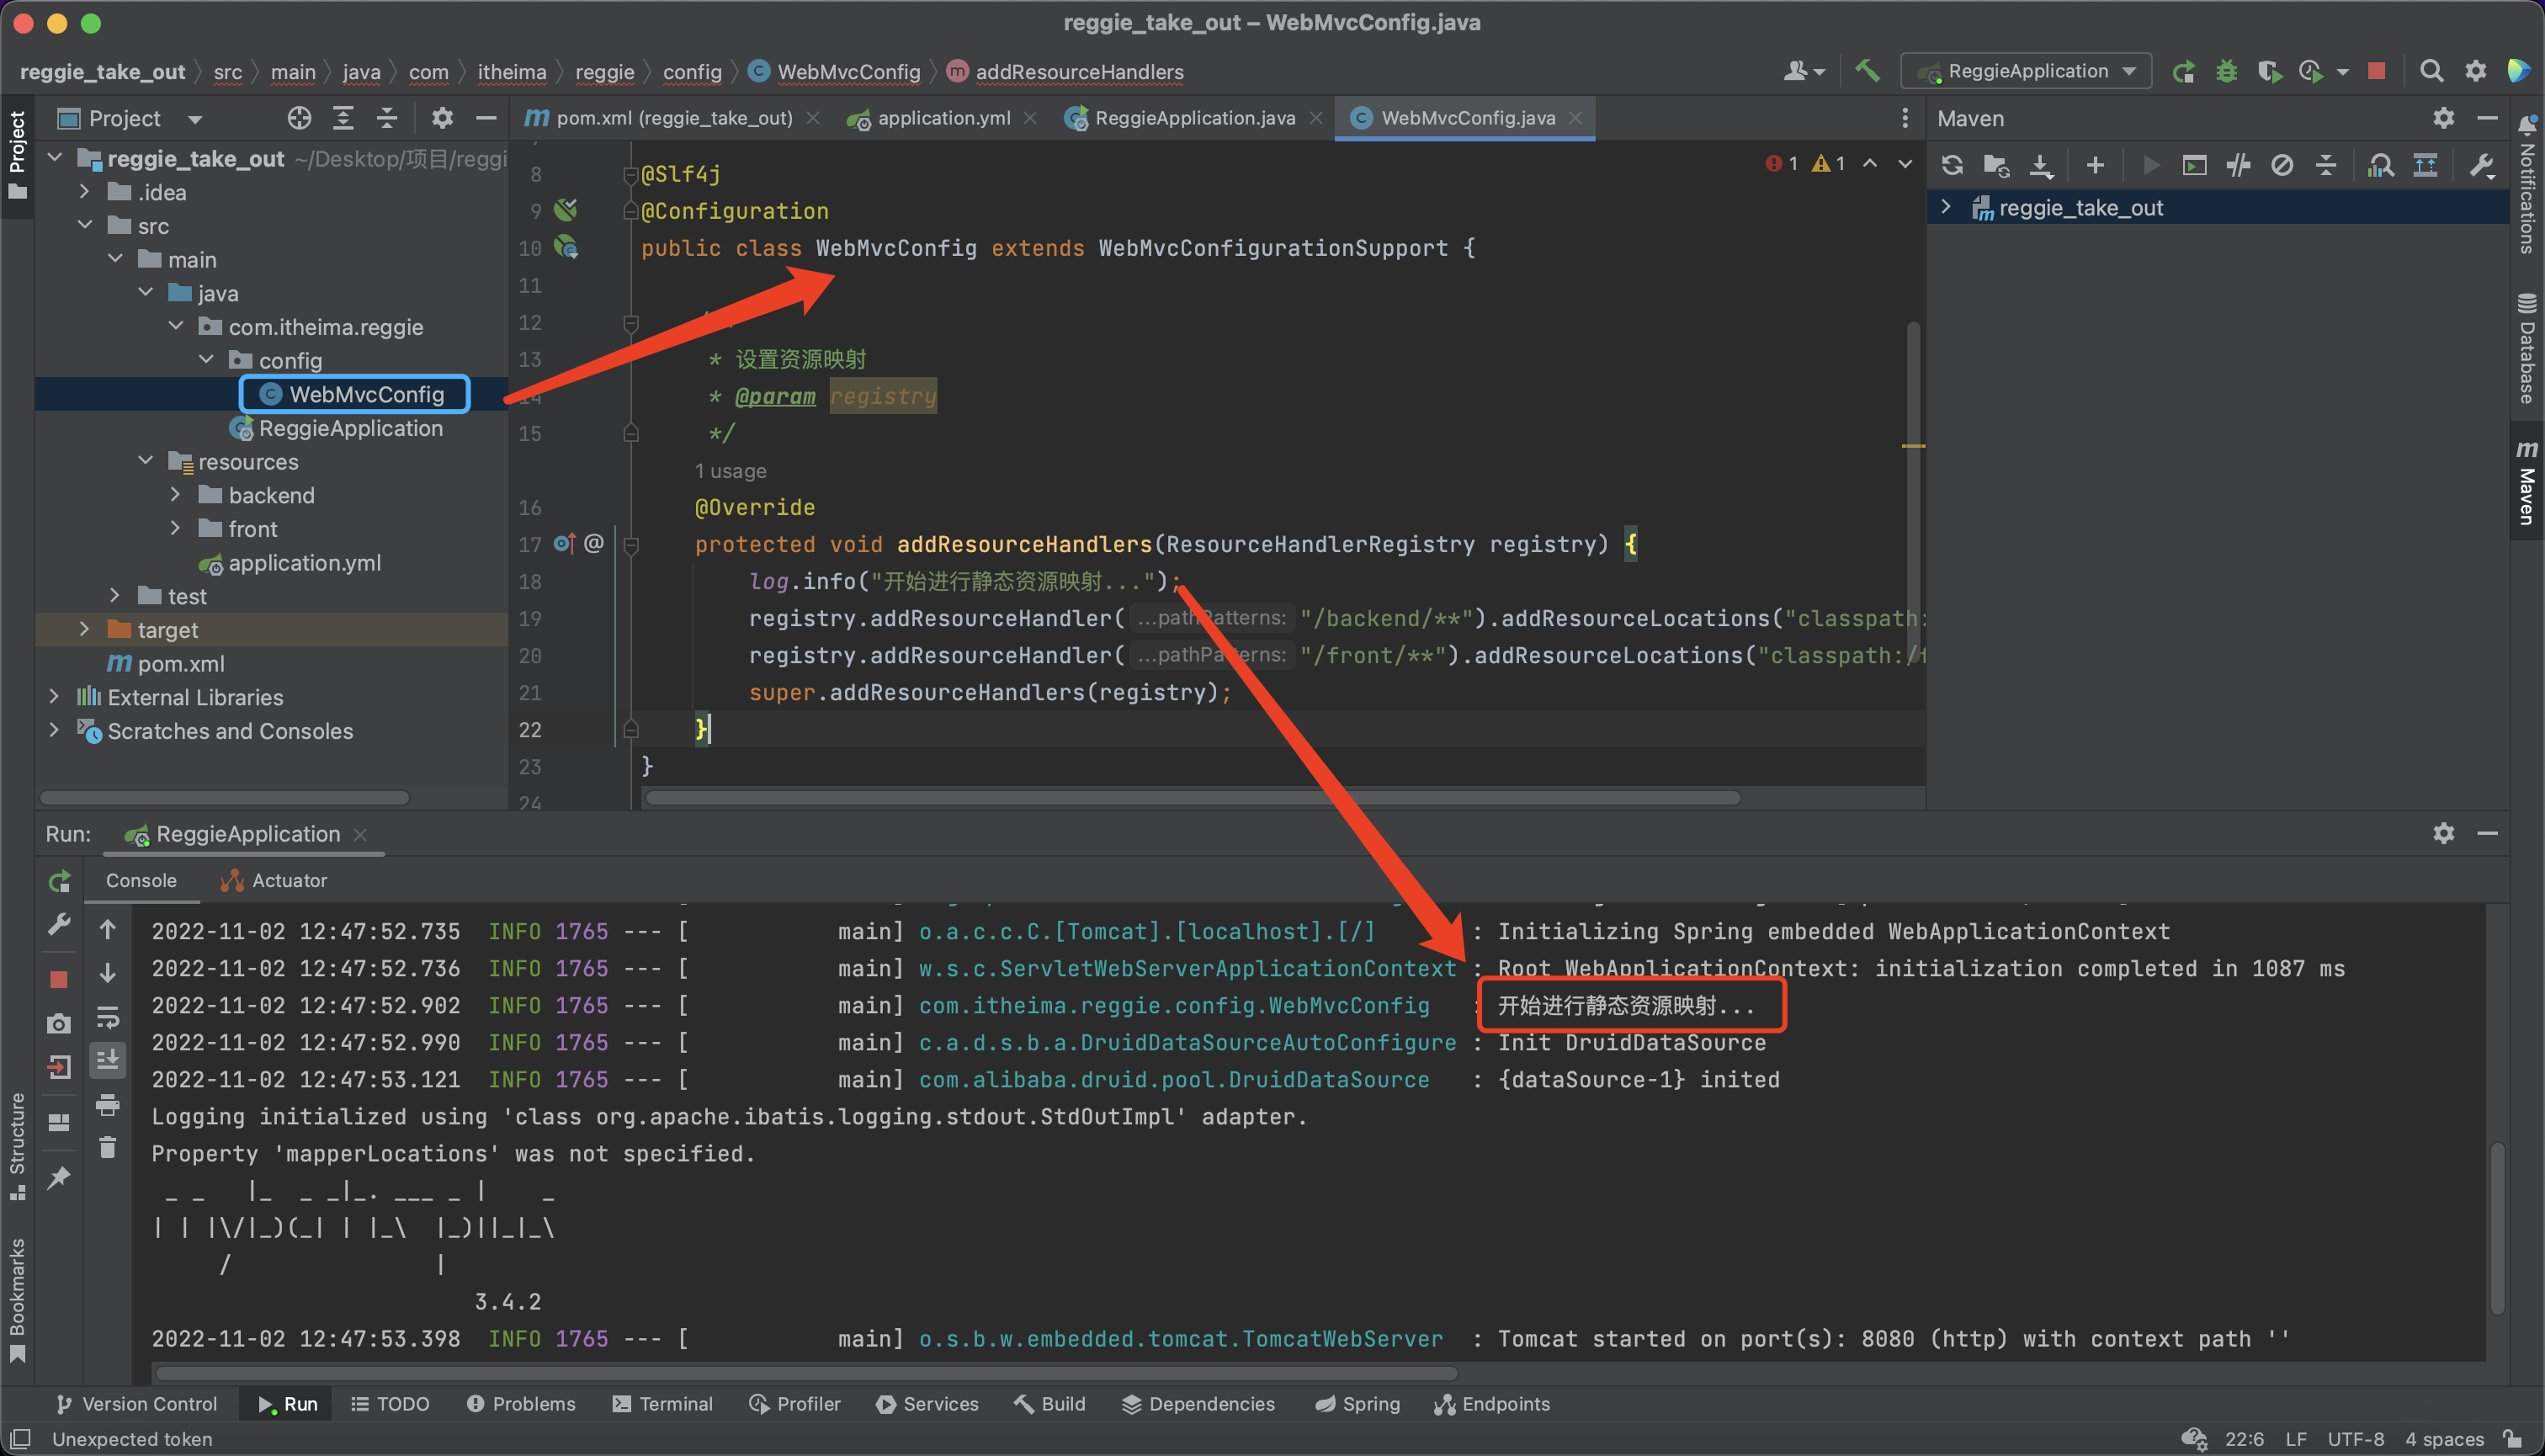 reggie_take_out – WebMvcConfig.java
reggie_take_out src main java com itheima reggie config WebMvcConfig addResourceHandlers
ReggieApplication
Project
Project
reggie_take_out ~/Desktop/项目/reggi
.idea
src
main
java
com.itheima.reggie
config
WebMvcConfig
ReggieApplication
resources
backend
front
application.yml
test
target
pom.xml
External Libraries
Scratches and Consoles
pom.xml (reggie_take_out)
application.yml
ReggieApplication.java
WebMvcConfig.java
1 1
8 @Slf4j
9 @Configuration
10 public class WebMvcConfig extends WebMvcConfigurationSupport {
11
12
13 * 设置资源映射
14 * @param registry
15 */
1 usage
16 @Override
17 protected void addResourceHandlers(ResourceHandlerRegistry registry) {
18 log.info("开始进行静态资源映射...");
19 registry.addResourceHandler( ...pathPatterns: "/backend/**").addResourceLocations("classpath:
20 registry.addResourceHandler( ...pathPatterns: "/front/**").addResourceLocations("classpath:/f
21 super.addResourceHandlers(registry);
22 }
23 }
24
Maven
reggie_take_out
Notifications
Database
Maven
Run: ReggieApplication
Console
Actuator
2022-11-02 12:47:52.735 INFO 1765 --- [ main] o.a.c.c.C.[Tomcat].[localhost].[/] : Initializing Spring embedded WebApplicationContext
2022-11-02 12:47:52.736 INFO 1765 --- [ main] w.s.c.ServletWebServerApplicationContext : Root WebApplicationContext: initialization completed in 1087 ms
2022-11-02 12:47:52.902 INFO 1765 --- [ main] com.itheima.reggie.config.WebMvcConfig : 开始进行静态资源映射...
2022-11-02 12:47:52.990 INFO 1765 --- [ main] c.a.d.s.b.a.DruidDataSourceAutoConfigure : Init DruidDataSource
2022-11-02 12:47:53.121 INFO 1765 --- [ main] com.alibaba.druid.pool.DruidDataSource : {dataSource-1} inited
Logging initialized using 'class org.apache.ibatis.logging.stdout.StdOutImpl' adapter.
Property 'mapperLocations' was not specified.
 _ _   |_  _ _|_. ___ _ |    _
| | |\/|_)(_| | |_\  |_)||_|_\
     /               |
3.4.2
2022-11-02 12:47:53.398 INFO 1765 --- [ main] o.s.b.w.embedded.tomcat.TomcatWebServer : Tomcat started on port(s): 8080 (http) with context path ''
Structure
Bookmarks
Version Control
Run
TODO
Problems
Terminal
Profiler
Services
Build
Dependencies
Spring
Endpoints
Unexpected token
22:6 LF UTF-8 4 spaces